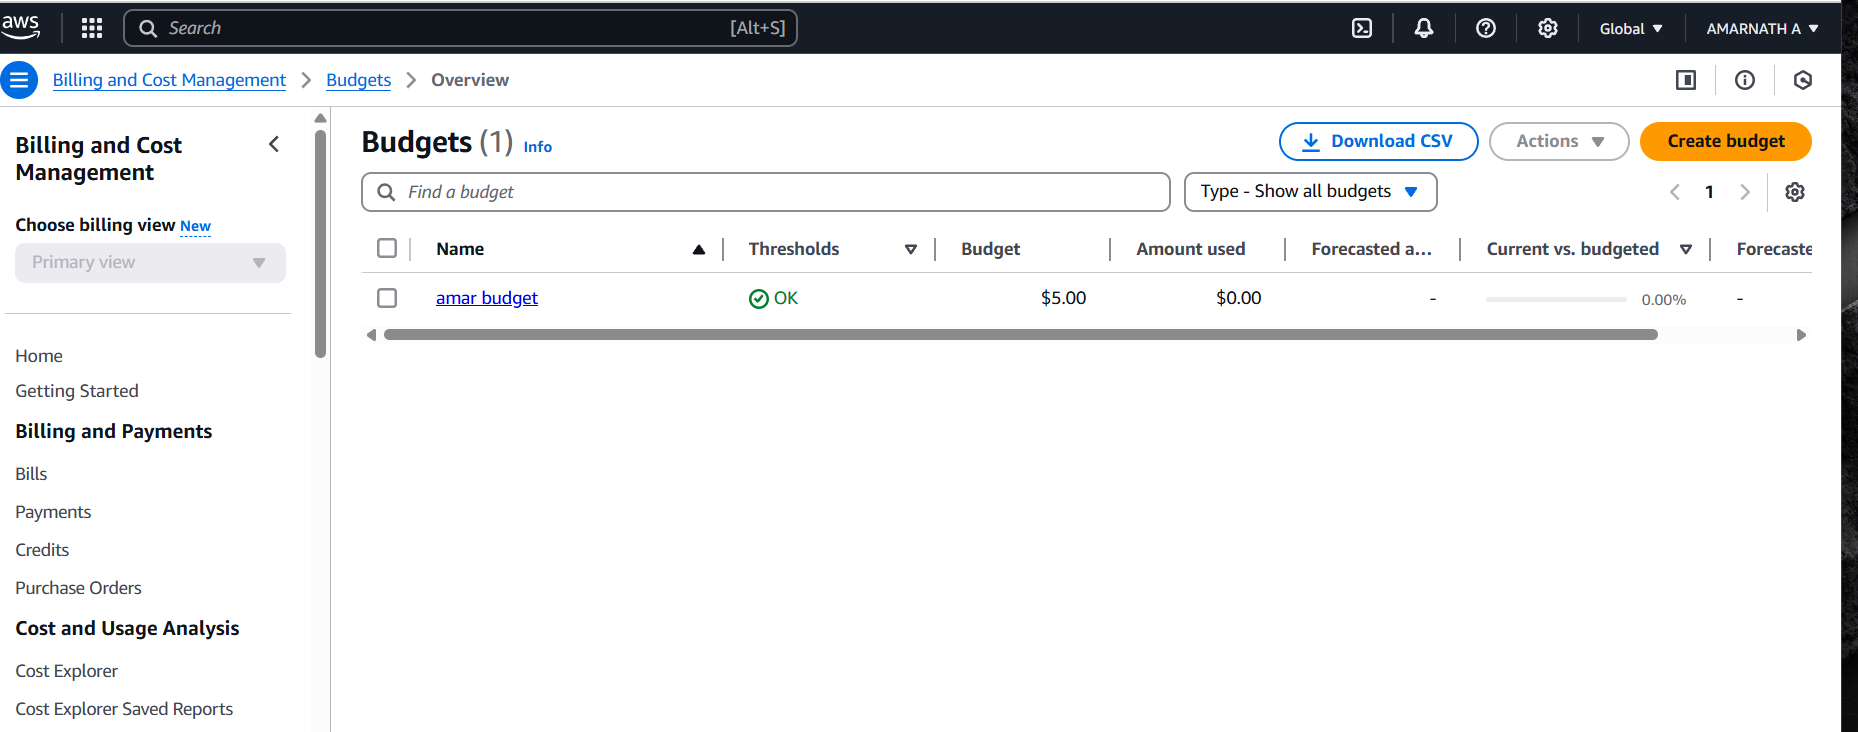 aws
Search [Alt+S]
Global AMARNATH A
Billing and Cost Management Budgets Overview
Billing and Cost
Management
Choose billing view New
Primary view
Home
Getting Started
Billing and Payments
Bills
Payments
Credits
Purchase Orders
Cost and Usage Analysis
Cost Explorer
Cost Explorer Saved Reports
Budgets (1) Info
Download CSV Actions Create budget
Find a budget Type - Show all budgets 1
Name Thresholds Budget Amount used Forecasted a... Current vs. budgeted Forecaste
amar budget OK $5.00 $0.00 - 0.00% -